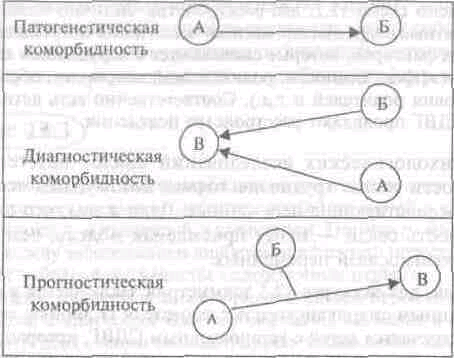 Патогенетическая
коморбидность
А
Б
Диагностическая
коморбидность
Б
В
А
Прогностическая
коморбидность
Б
В
А